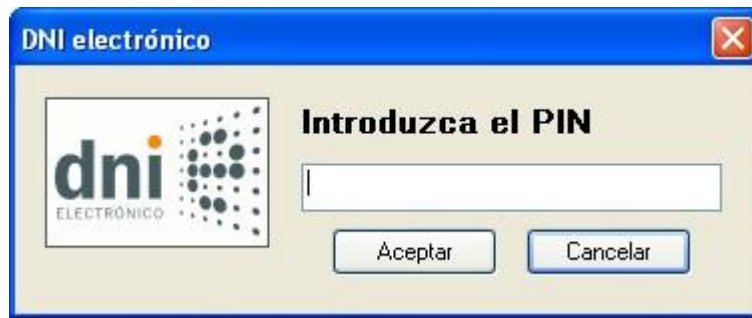 DNI electrónico
Introduzca el PIN
dni
ELECTRÓNICO
Aceptar
Cancelar